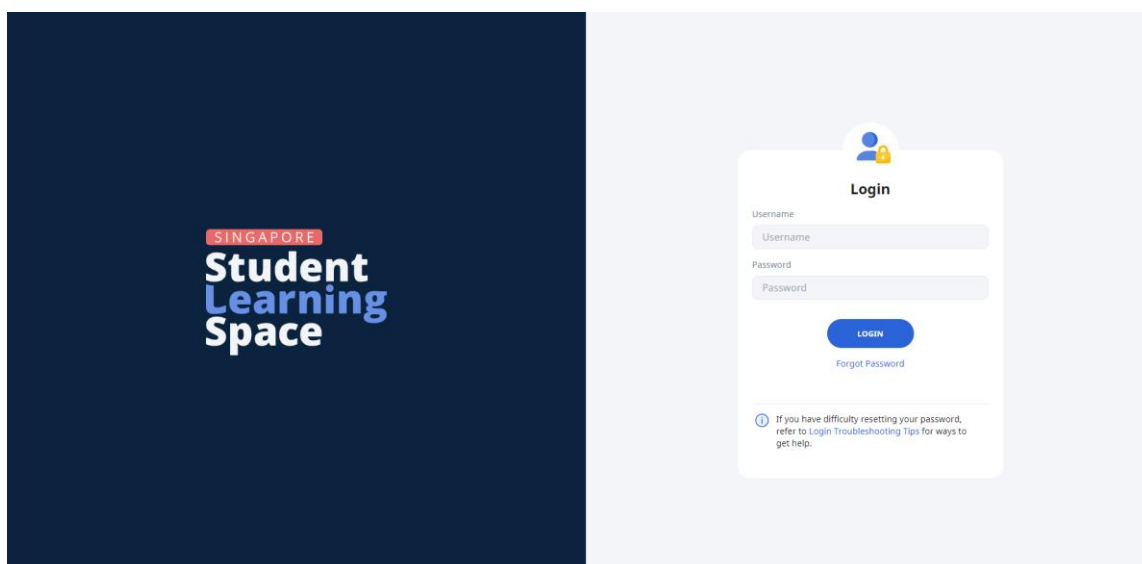 SINGAPORE
Student
Learning
Space
Login
Username
Username
Password
Password
LOGIN
Forgot Password
If you have difficulty resetting your password,
refer to Login Troubleshooting Tips for ways to
get help.